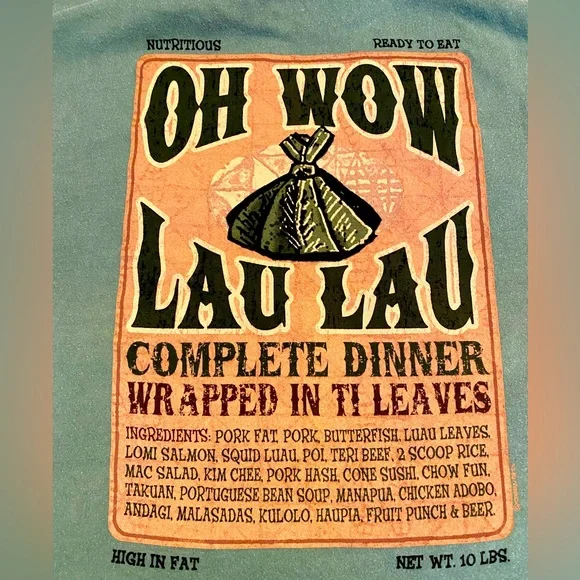 NUTRITIOUS READY TO EAT
OH WOW
LAU LAU
COMPLETE DINNER
WRAPPED IN TI LEAVES
INGREDIENTS: PORK FAT, PORK, BUTTERFISH, LUAU LEAVES,
LOMI SALMON, SQUID LUAU, POI, TERI BEEF, 2 SCOOP RICE,
MAC SALAD, KIM CHEE, PORK HASH, CONE SUSHI, CHOW FUN,
TAKUAN, PORTUGUESE BEAN SOUP, MANAPUA, CHICKEN ADOBO,
ANDAGI, MALASADAS, KULOLO, HAUPIA, FRUIT PUNCH & BEER.
HIGH IN FAT NET WT. 10 LBS.